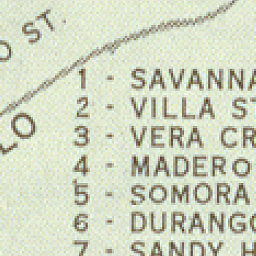 O ST.
LO
1 - SAVANNA
2 - VILLA ST
3 - VERA CR
4 - MADERO
5 - SOMORA
6 - DURANGO
7 - SANDY H